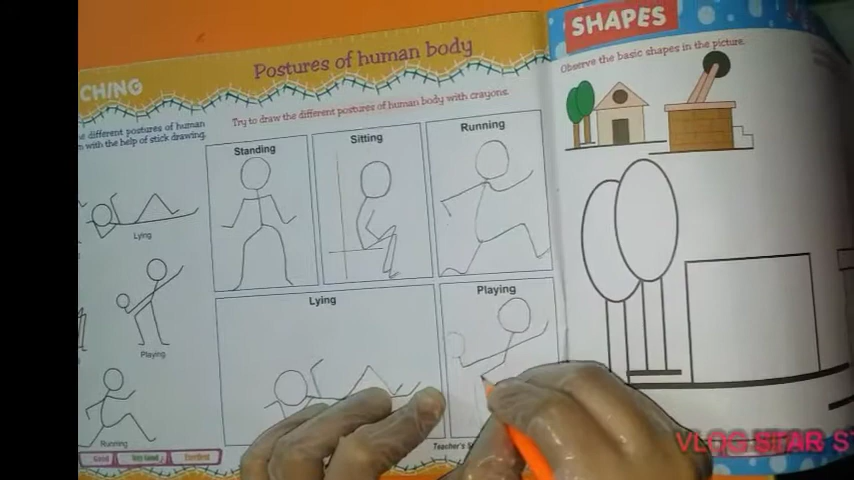 CHING
Postures of human body
different postures of human
with the help of stick drawing.
Try to draw the different postures of human body with crayons.
Standing
Sitting
Running
Lying
Playing
Lying
Playing
Running
Good
Very Good
Excellent
Teacher's
SHAPES
Observe the basic shapes in the picture.
VLOG STAR